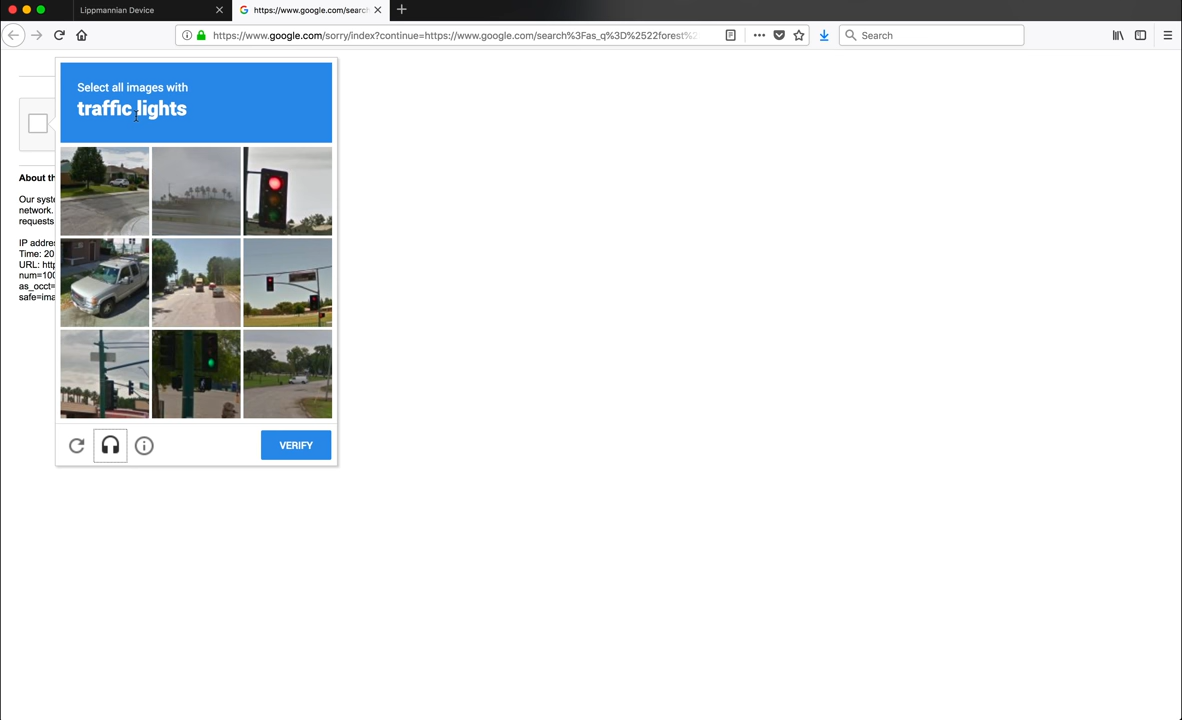 Lippmannian Device
https://www.google.com/search
https://www.google.com/sorry/index?continue=https://www.google.com/search%3Fas_q%3D%2522forest%2
Search
Select all images with
traffic lights
About th
Our syste
network.
requests
IP addre
Time: 20
URL: http
num=100
as_occt=
safe=ima
VERIFY